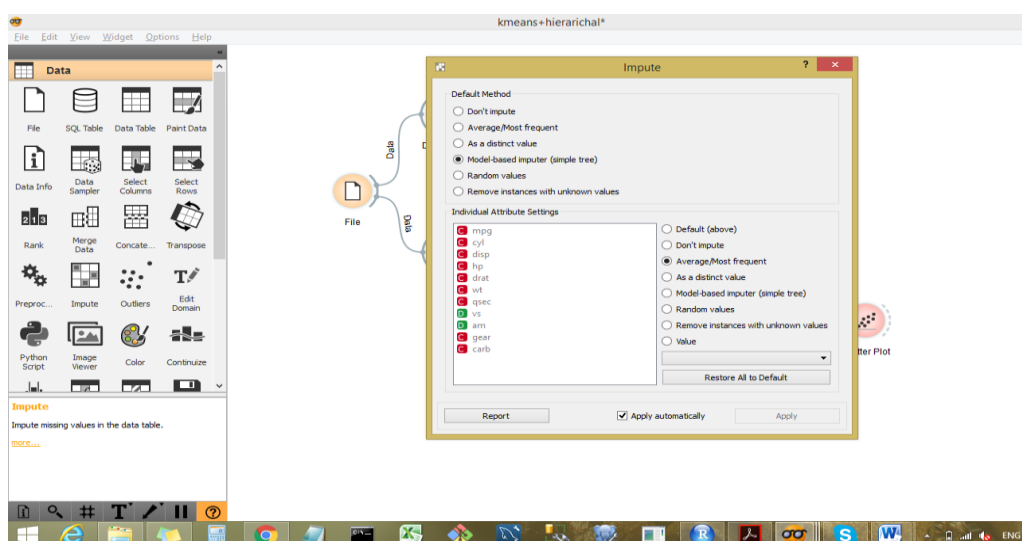 kmeans+hierarichal*
File Edit View Widget Options Help
Data
File SQL Table Data Table Paint Data
Data Info Data Sampler Select Columns Select Rows
Rank Merge Data Concate... Transpose
Preproc... Impute Outliers Edit Domain
Python Script Image Viewer Color Continuize
Impute
Impute missing values in the data table.
more...
Data
File
Data
tter Plot
Impute
?
Default Method
Don't impute
Average/Most frequent
As a distinct value
Model-based imputer (simple tree)
Random values
Remove instances with unknown values
Individual Attribute Settings
C mpg
C cyl
C disp
C hp
C drat
C wt
C qsec
D vs
D am
C gear
C carb
Default (above)
Don't impute
Average/Most frequent
As a distinct value
Model-based imputer (simple tree)
Random values
Remove instances with unknown values
Value
Restore All to Default
Report
Apply automatically
Apply
ENG